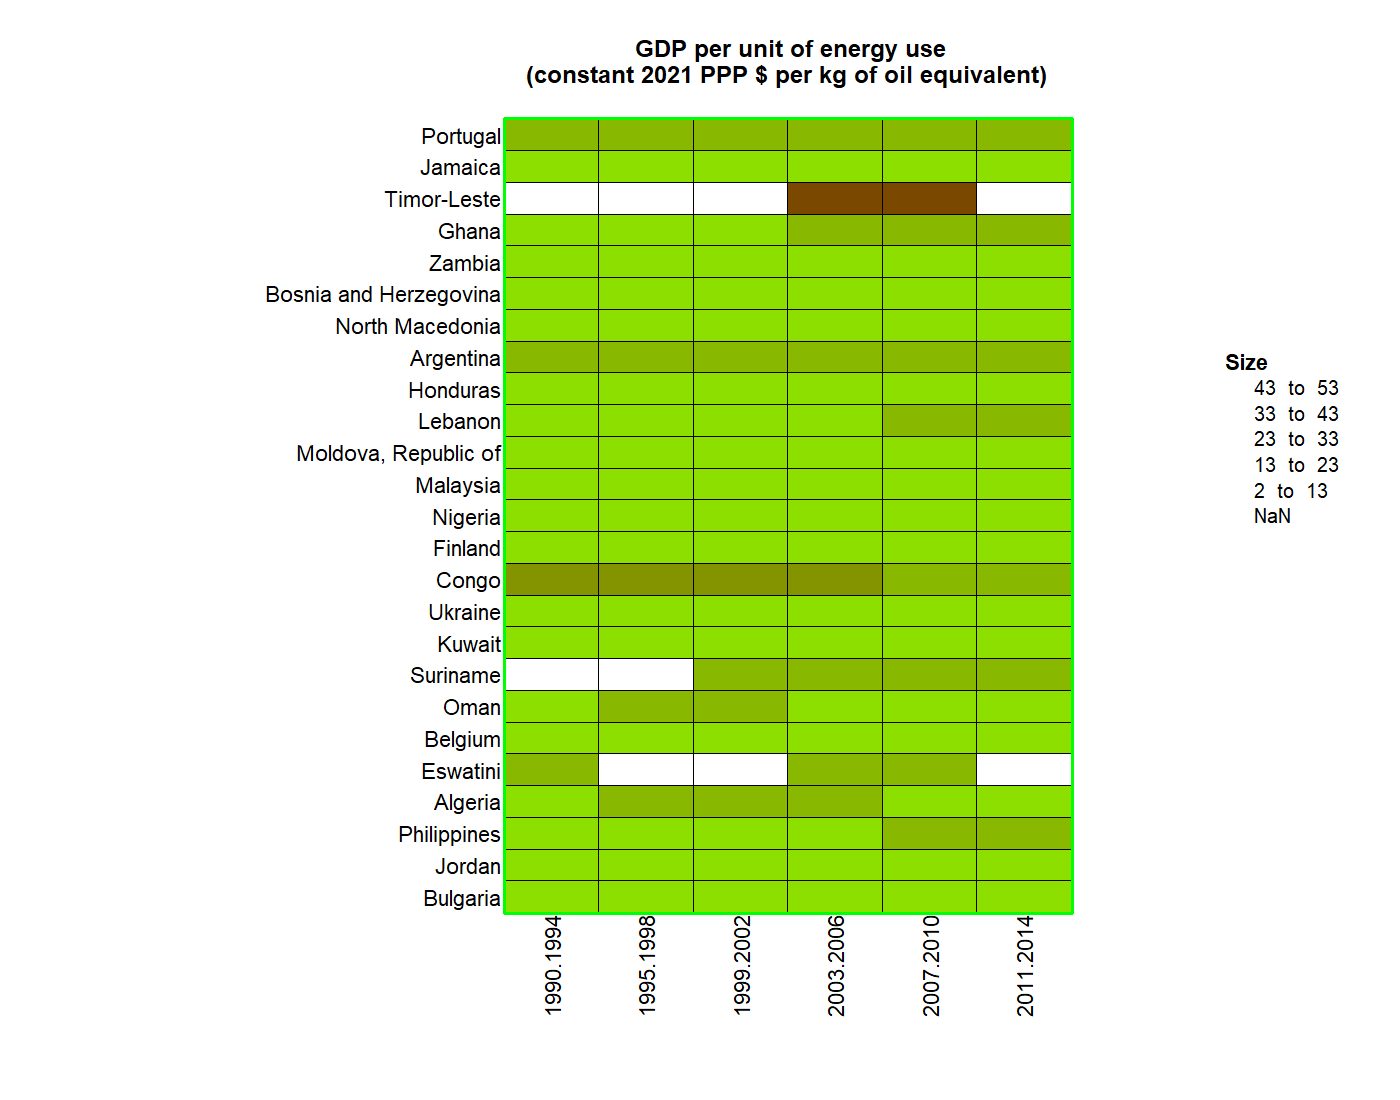 GDP per unit of energy use
(constant 2021 PPP $ per kg of oil equivalent)
Portugal
Jamaica
Timor-Leste
Ghana
Zambia
Bosnia and Herzegovina
North Macedonia
Argentina
Honduras
Lebanon
Moldova, Republic of
Malaysia
Nigeria
Finland
Congo
Ukraine
Kuwait
Suriname
Oman
Belgium
Eswatini
Algeria
Philippines
Jordan
Bulgaria
1990.1994
1995.1998
1999.2002
2003.2006
2007.2010
2011.2014
Size
43 to 53
33 to 43
23 to 33
13 to 23
2 to 13
NaN